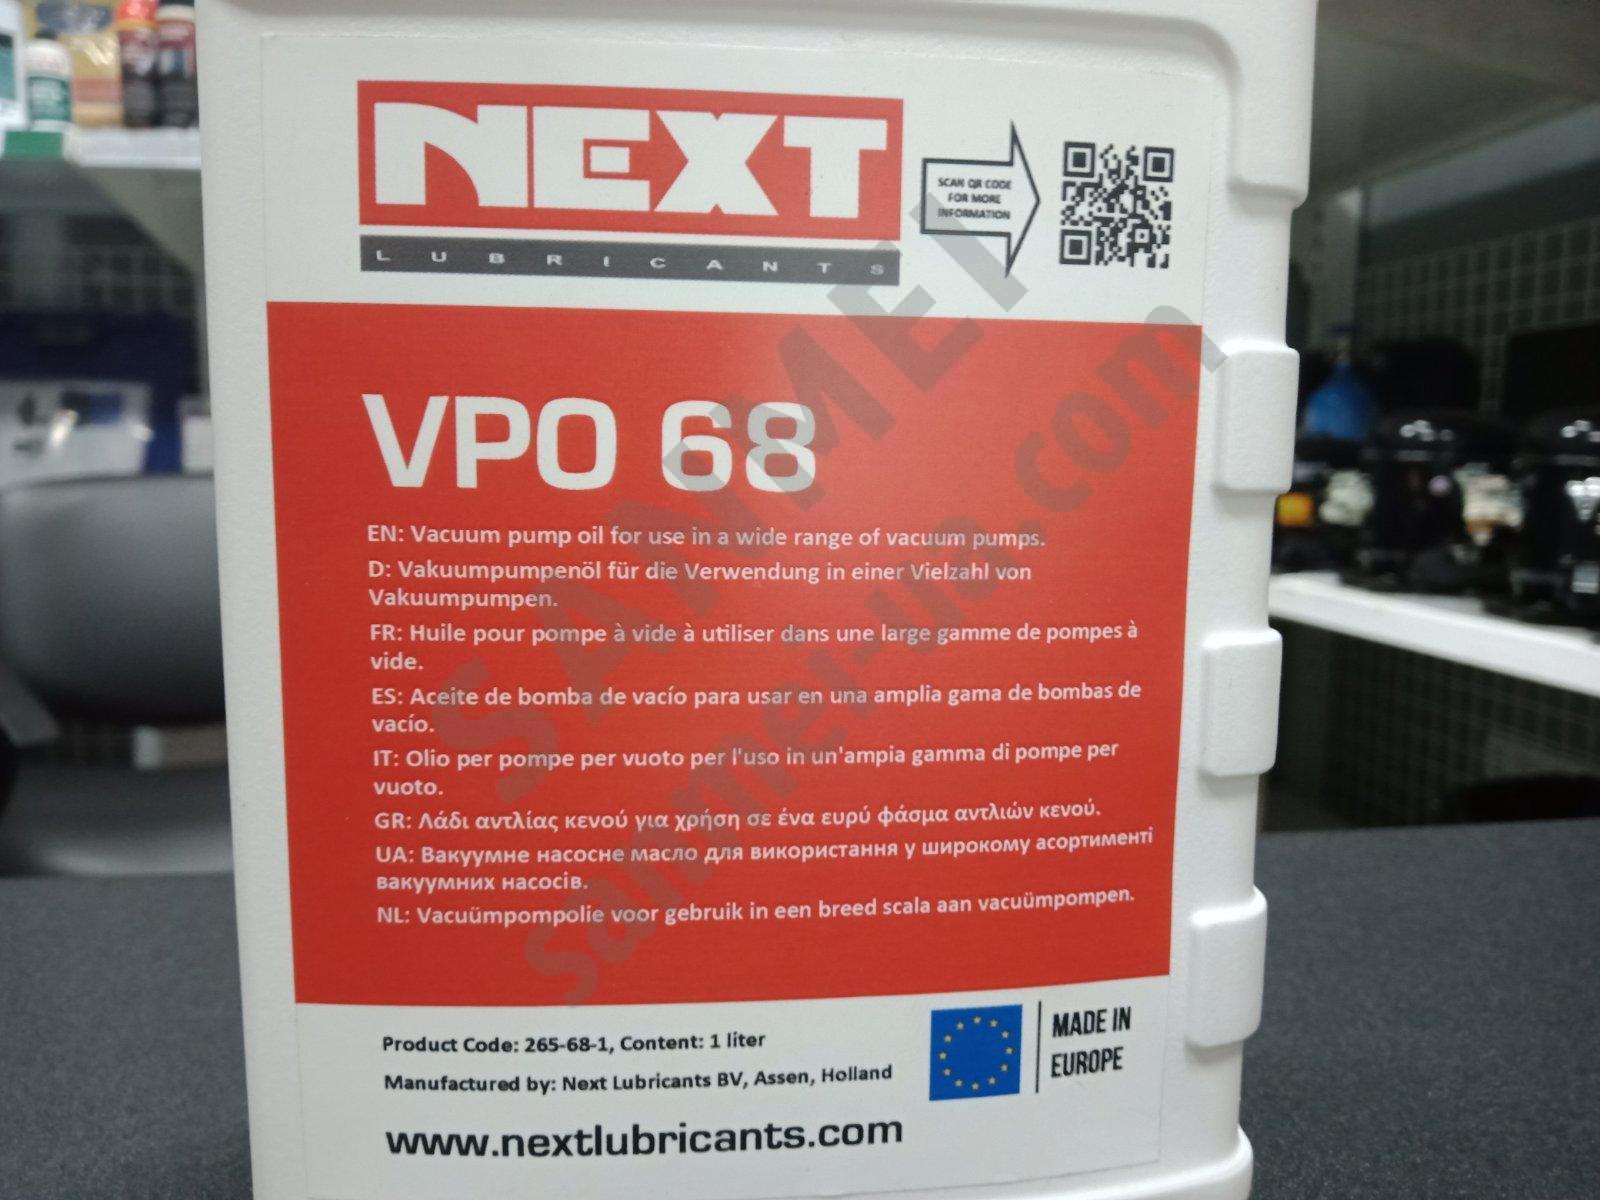 NEXT
LUBRICANTS
SCAN QR CODE
FOR MORE
INFORMATION
VPO 68
EN: Vacuum pump oil for use in a wide range of vacuum pumps.
D: Vakuumpumpenöl für die Verwendung in einer Vielzahl von
Vakuumpumpen.
FR: Huile pour pompe à vide à utiliser dans une large gamme de pompes à
vide.
ES: Aceite de bomba de vacío para usar en una amplia gama de bombas de
vacío.
IT: Olio per pompe per vuoto per l'uso in un'ampia gamma di pompe per
vuoto.
GR: Λάδι αντλίας κενού για χρήση σε ένα ευρύ φάσμα αντλιών κενού.
UA: Вакуумне насосне масло для використання у широкому асортименті
вакуумних насосів.
NL: Vacuümpompolie voor gebruik in een breed scala aan vacuümpompen.
Product Code: 265-68-1, Content: 1 liter
Manufactured by: Next Lubricants BV, Assen, Holland
www.nextlubricants.com
MADE IN
EUROPE
SANMEI
sanmei-ua.com